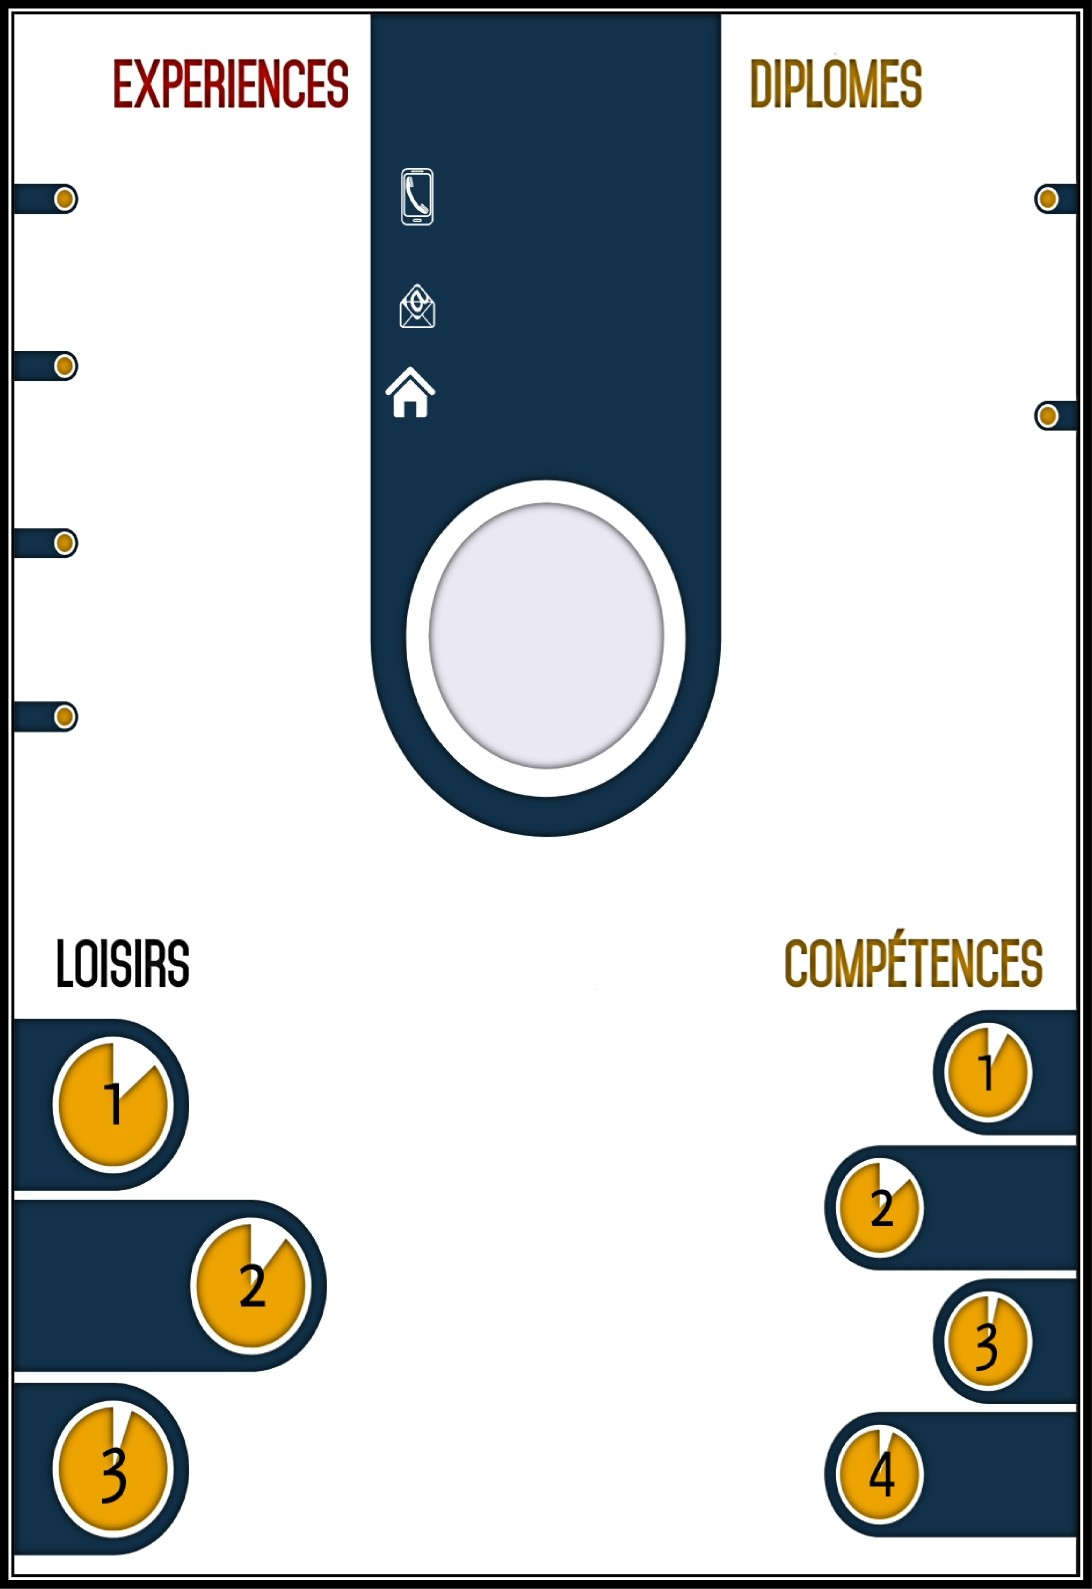 EXPERIENCES
DIPLOMES
LOISIRS
1
2
3
COMPÉTENCES
1
2
3
4